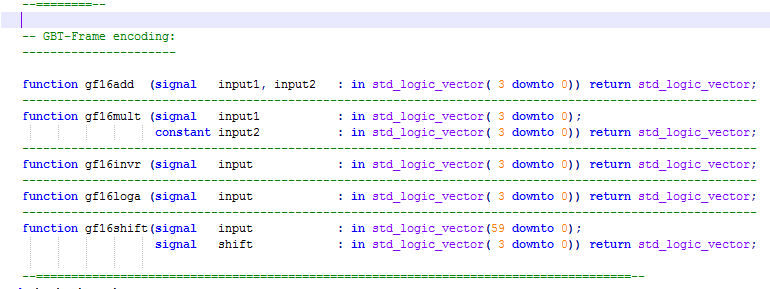 --========--
-- GBT-Frame encoding:
----------------------
function gf16add  (signal   input1, input2   : in std_logic_vector( 3 downto 0)) return std_logic_vector;
---------------------------------------------------------------------------------------------------------
function gf16mult (signal   input1           : in std_logic_vector( 3 downto 0);
                   constant input2           : in std_logic_vector( 3 downto 0)) return std_logic_vector;
---------------------------------------------------------------------------------------------------------
function gf16invr (signal   input            : in std_logic_vector( 3 downto 0)) return std_logic_vector;
---------------------------------------------------------------------------------------------------------
function gf16loga (signal   input            : in std_logic_vector( 3 downto 0)) return std_logic_vector;
---------------------------------------------------------------------------------------------------------
function gf16shift(signal   input            : in std_logic_vector(59 downto 0);
                   signal   shift            : in std_logic_vector( 3 downto 0)) return std_logic_vector;
--=====================================================================================--